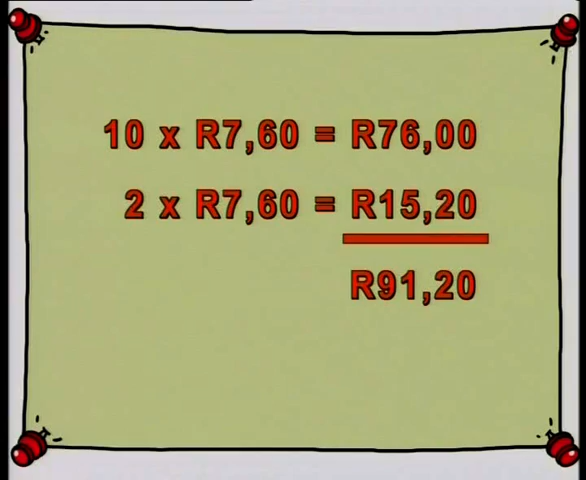 10 x R7,60 = R76,00
2 x R7,60 = R15,20
R91,20